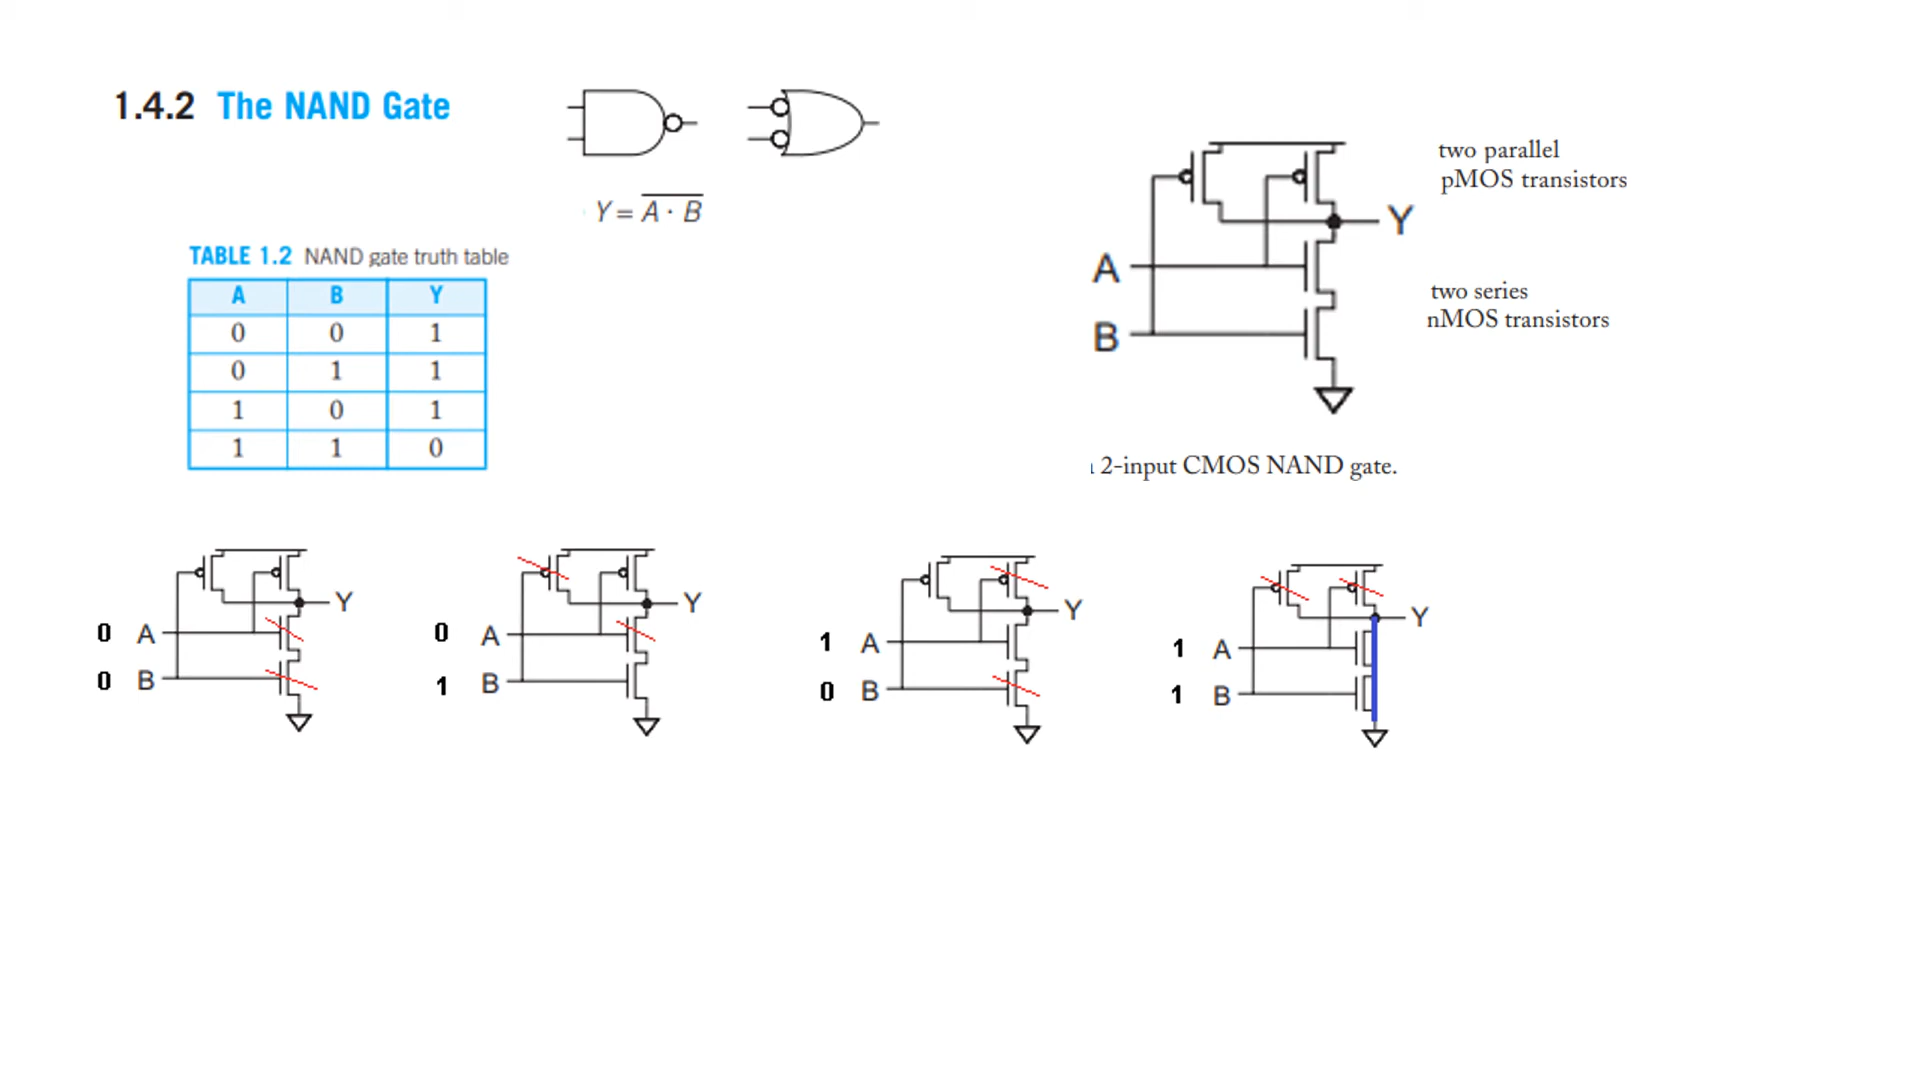 1.4.2 The NAND Gate
Y = \overline{A · B}
TABLE 1.2 NAND gate truth table
A B Y
0 0 1
0 1 1
1 0 1
1 1 0
two parallel
pMOS transistors
Y
A
two series
nMOS transistors
B
2-input CMOS NAND gate.
Y
0 A
0 B
Y
0 A
1 B
Y
1 A
0 B
Y
1 A
1 B